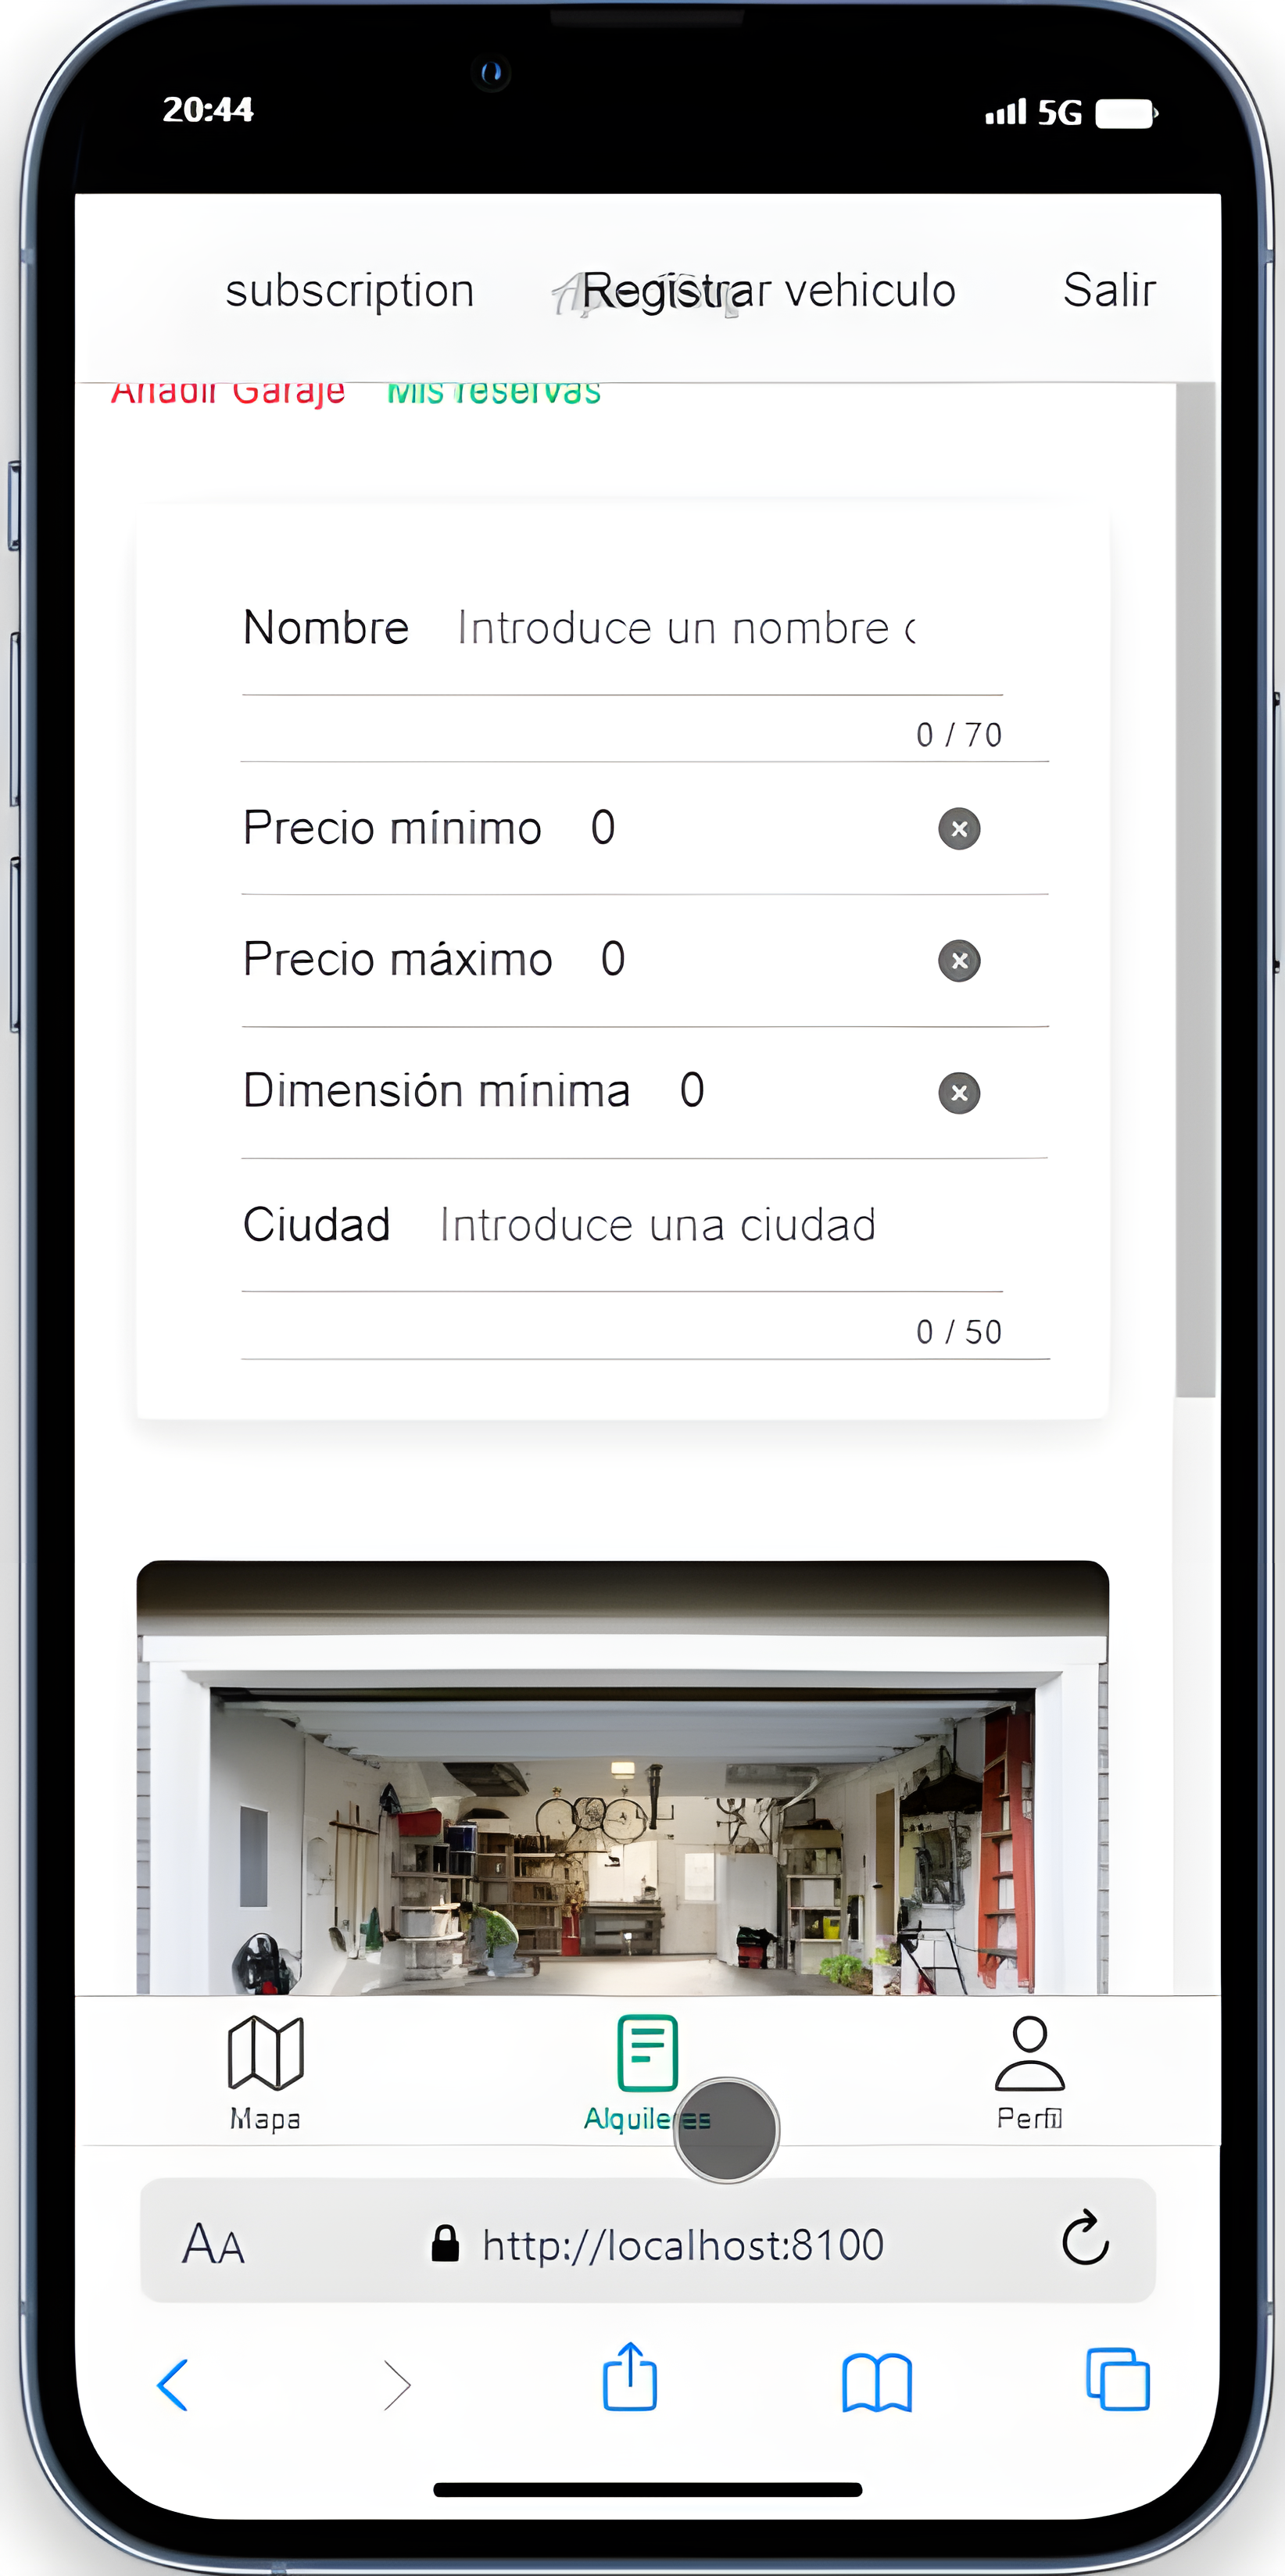 20:44 5G
subscription Registrar vehiculo Salir
Añadir Garaje Mis reservas
Nombre Introduce un nombre
0 / 70
Precio mínimo 0
Precio máximo 0
Dimensión mínima 0
Ciudad Introduce una ciudad
0 / 50
Mapa Alquileres Perfil
AA http://localhost:8100